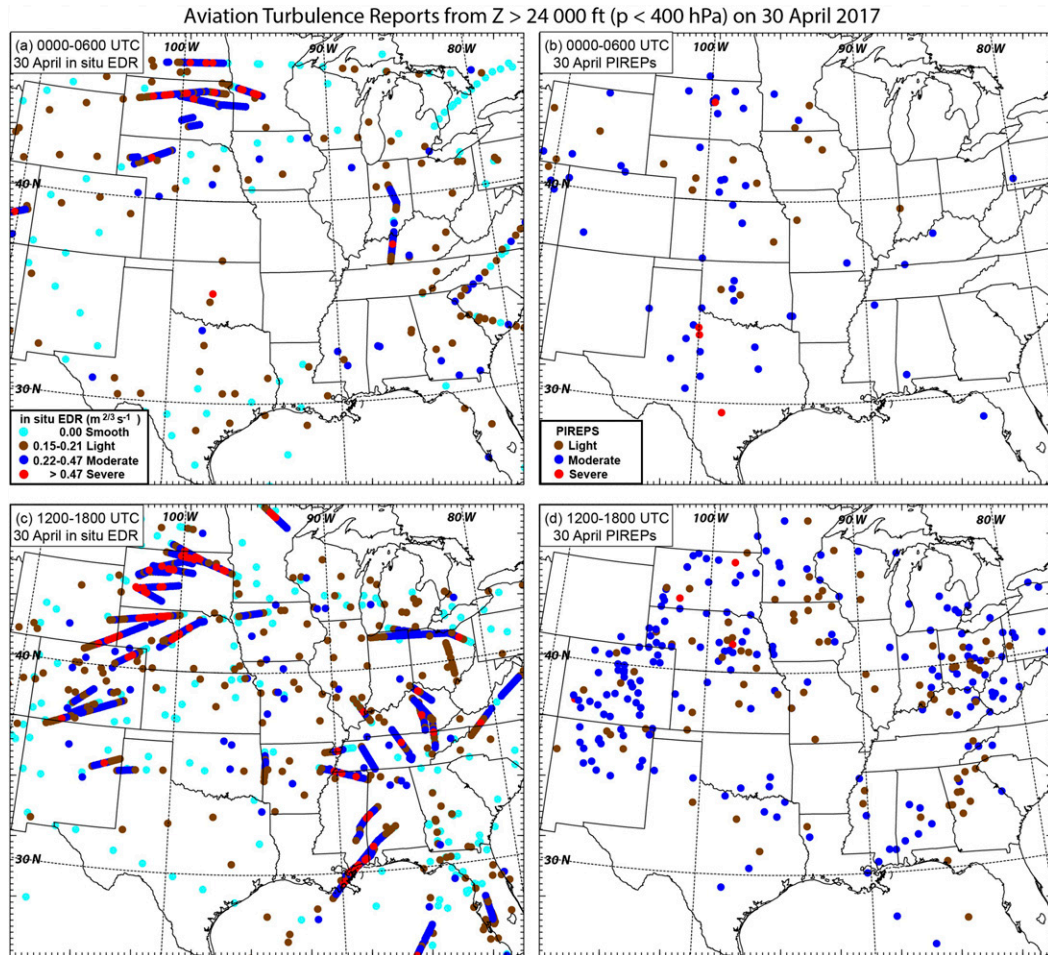 Aviation Turbulence Reports from Z > 24 000 ft (p < 400 hPa) on 30 April 2017
(a) 0000-0600 UTC
30 April in situ EDR
100 W
90 W
80 W
40 N
30 N
in situ EDR (m 2/3 s-1 )
0.00 Smooth
0.15-0.21 Light
0.22-0.47 Moderate
> 0.47 Severe
(b) 0000-0600 UTC
30 April PIREPs
100 W
90 W
80 W
40 N
30 N
PIREPS
Light
Moderate
Severe
(c) 1200-1800 UTC
30 April in situ EDR
100 W
90 W
80 W
40 N
30 N
(d) 1200-1800 UTC
30 April PIREPs
100 W
90 W
80 W
40 N
30 N